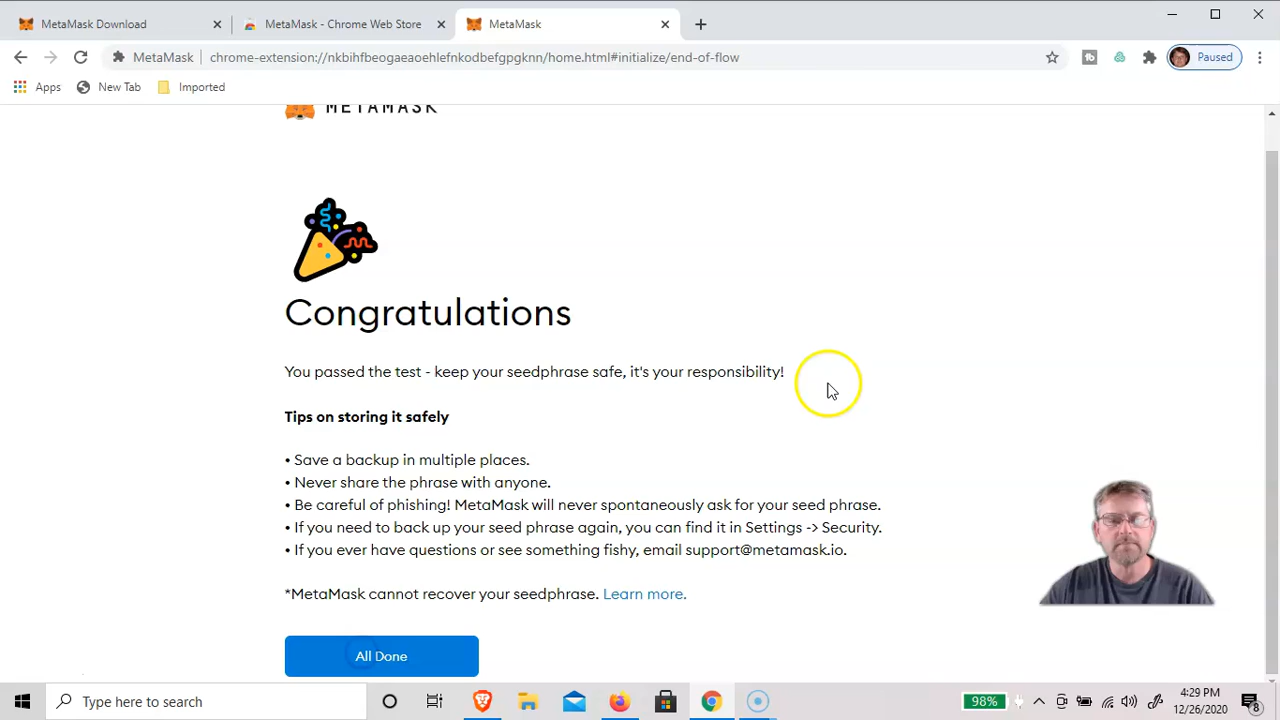 MetaMask Download
MetaMask - Chrome Web Store
MetaMask
MetaMask
chrome-extension://nkbihfbeogaeaoehlefnkodbefgpgknn/home.html#initialize/end-of-flow
Paused
Apps
New Tab
Imported
METAMASK
Congratulations
You passed the test - keep your seedphrase safe, it's your responsibility!
Tips on storing it safely
• Save a backup in multiple places.
• Never share the phrase with anyone.
• Be careful of phishing! MetaMask will never spontaneously ask for your seed phrase.
• If you need to back up your seed phrase again, you can find it in Settings -> Security.
• If you ever have questions or see something fishy, email support@metamask.io.
*MetaMask cannot recover your seedphrase. Learn more.
All Done
Type here to search
98%
4:29 PM
12/26/2020
8